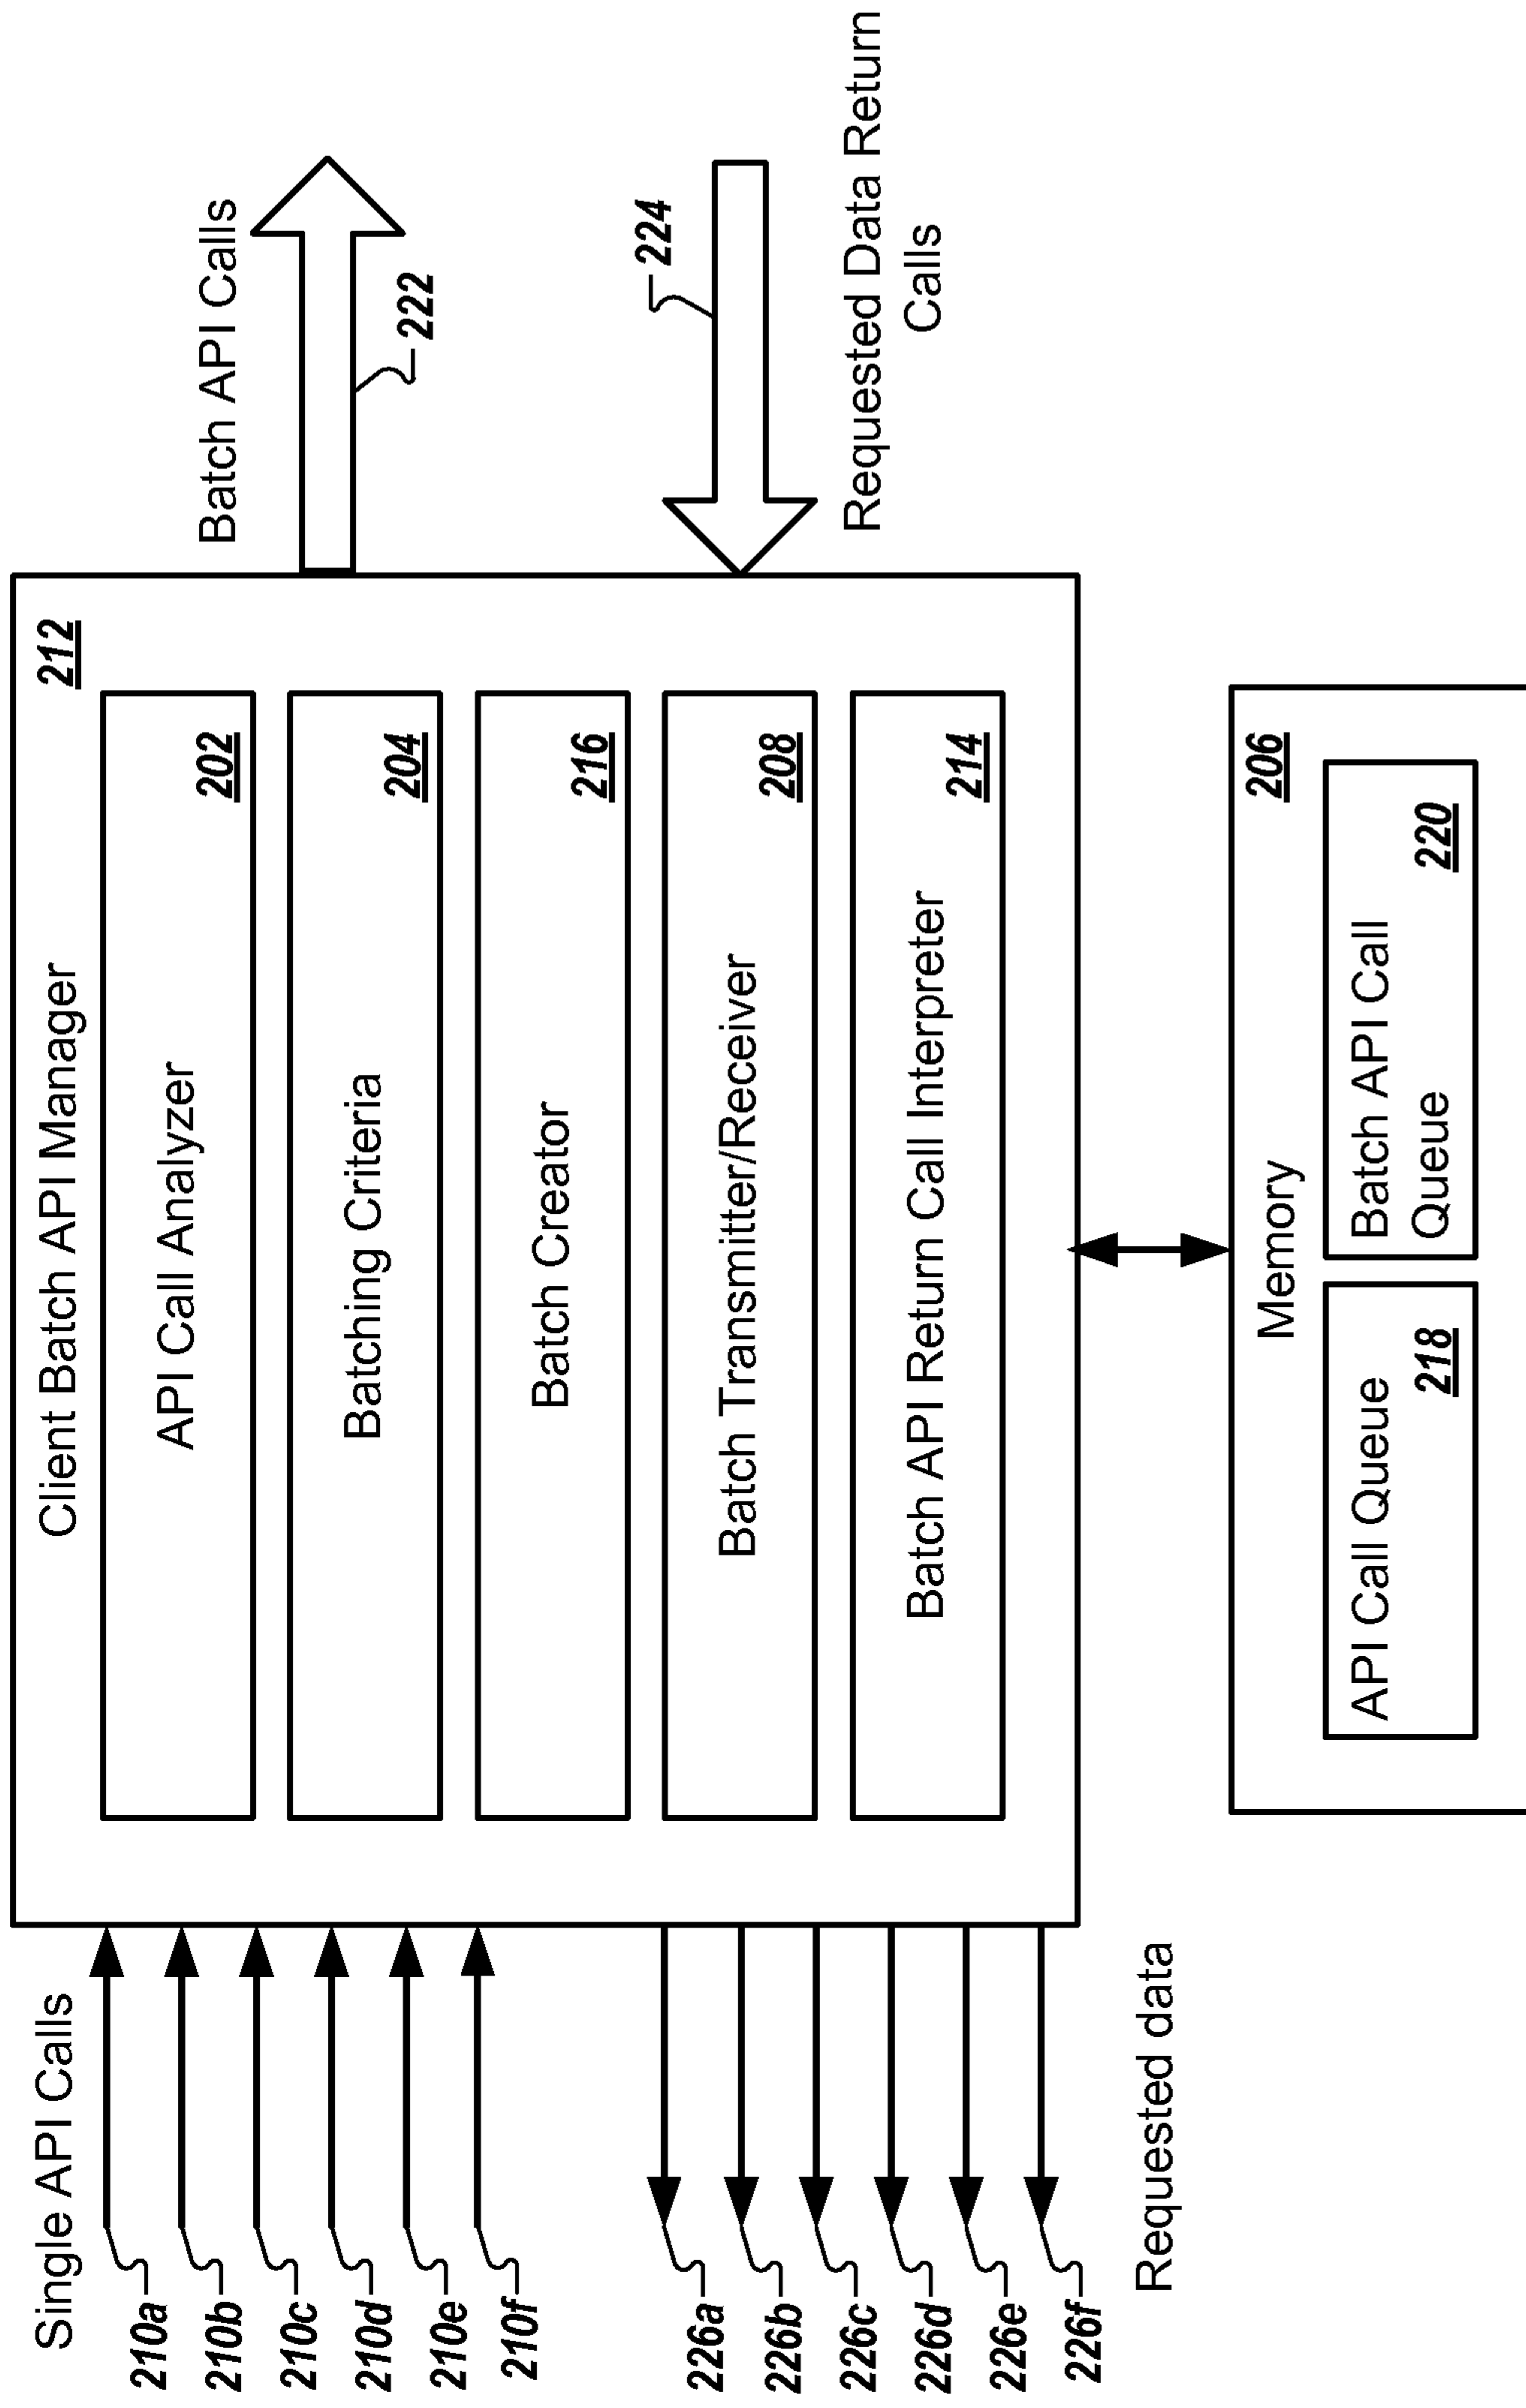 Single API Calls
210a
210b
210c
210d
210e
210f
226a
226b
226c
226d
226e
226f
Requested data
Client Batch API Manager
212
API Call Analyzer
202
Batching Criteria
204
Batch Creator
216
Batch Transmitter/Receiver
208
Batch API Return Call Interpreter
214
Batch API Calls
222
224
Requested Data Return
Calls
Memory
206
API Call Queue
218
Batch API Call
Queue
220